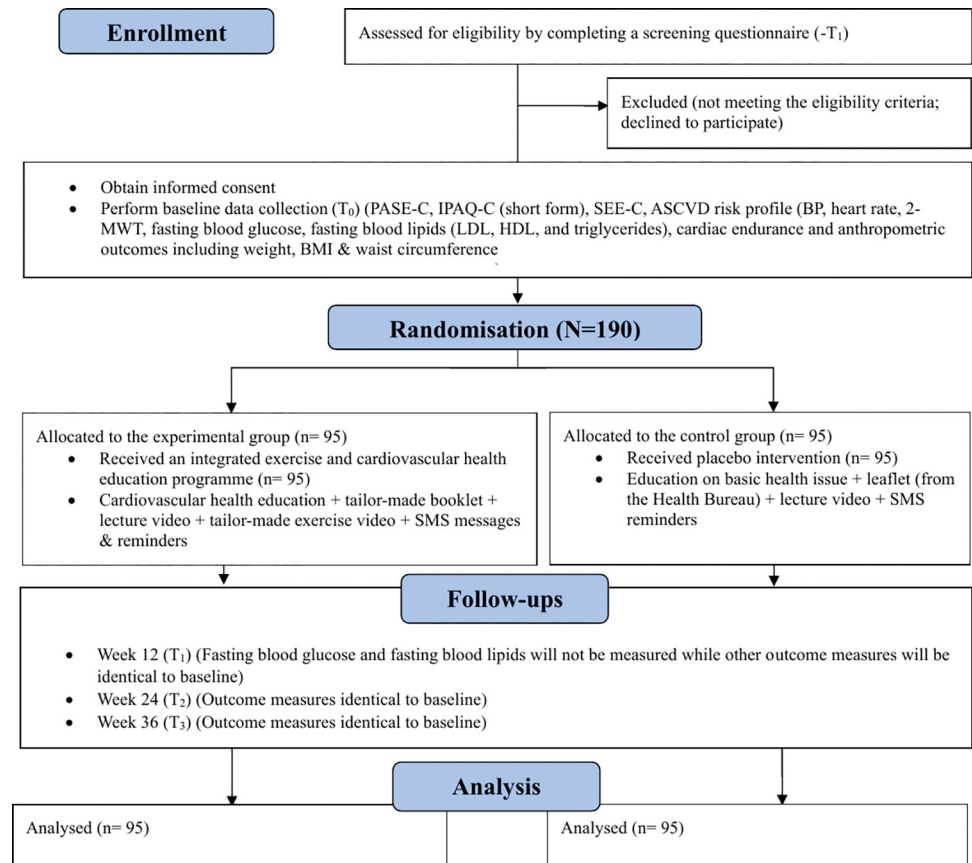 Enrollment
Assessed for eligibility by completing a screening questionnaire (-T₁)
Excluded (not meeting the eligibility criteria;
declined to participate)
• Obtain informed consent
• Perform baseline data collection (T₀) (PASE-C, IPAQ-C (short form), SEE-C, ASCVD risk profile (BP, heart rate, 2-
MWT, fasting blood glucose, fasting blood lipids (LDL, HDL, and triglycerides), cardiac endurance and anthropometric
outcomes including weight, BMI & waist circumference
Randomisation (N=190)
Allocated to the experimental group (n= 95)
• Received an integrated exercise and cardiovascular health
education programme (n= 95)
• Cardiovascular health education + tailor-made booklet +
lecture video + tailor-made exercise video + SMS messages
& reminders
Allocated to the control group (n= 95)
• Received placebo intervention (n= 95)
• Education on basic health issue + leaflet (from
the Health Bureau) + lecture video + SMS
reminders
Follow-ups
• Week 12 (T₁) (Fasting blood glucose and fasting blood lipids will not be measured while other outcome measures will be
identical to baseline)
• Week 24 (T₂) (Outcome measures identical to baseline)
• Week 36 (T₃) (Outcome measures identical to baseline)
Analysis
Analysed (n= 95)
Analysed (n= 95)